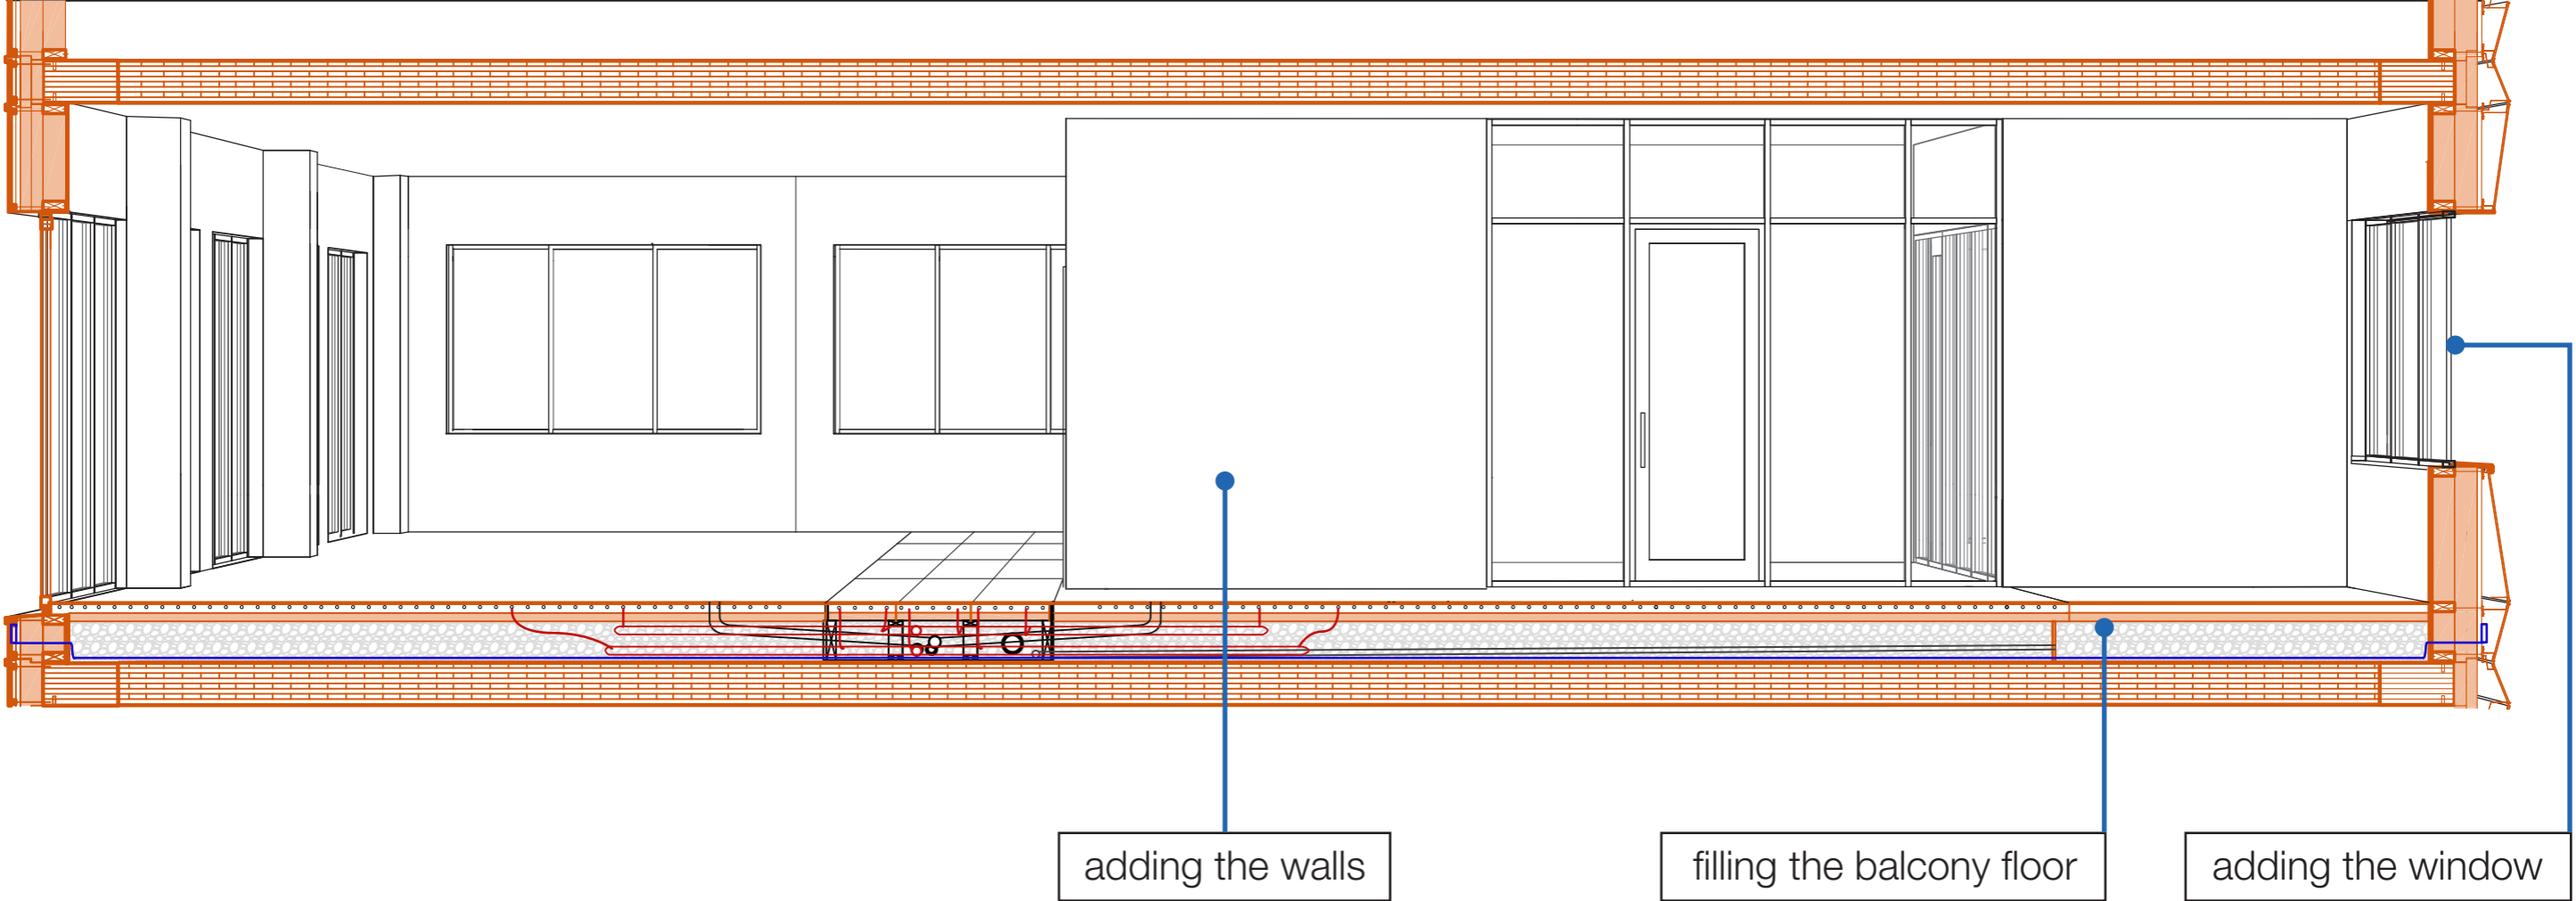 adding the walls
filling the balcony floor
adding the window